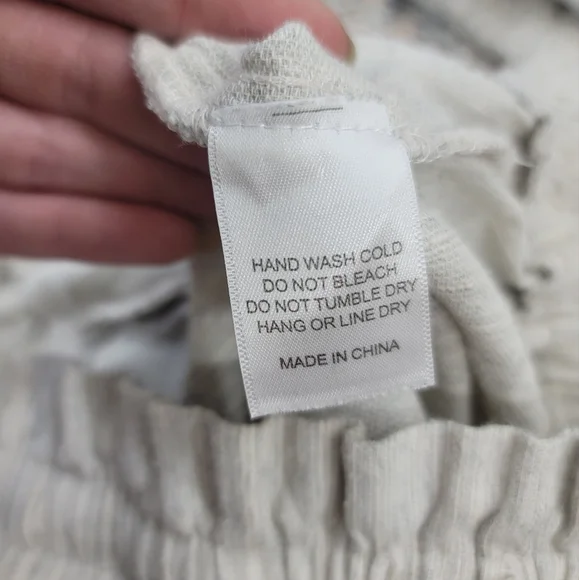 HAND WASH COLD
DO NOT BLEACH
DO NOT TUMBLE DRY
HANG OR LINE DRY
MADE IN CHINA